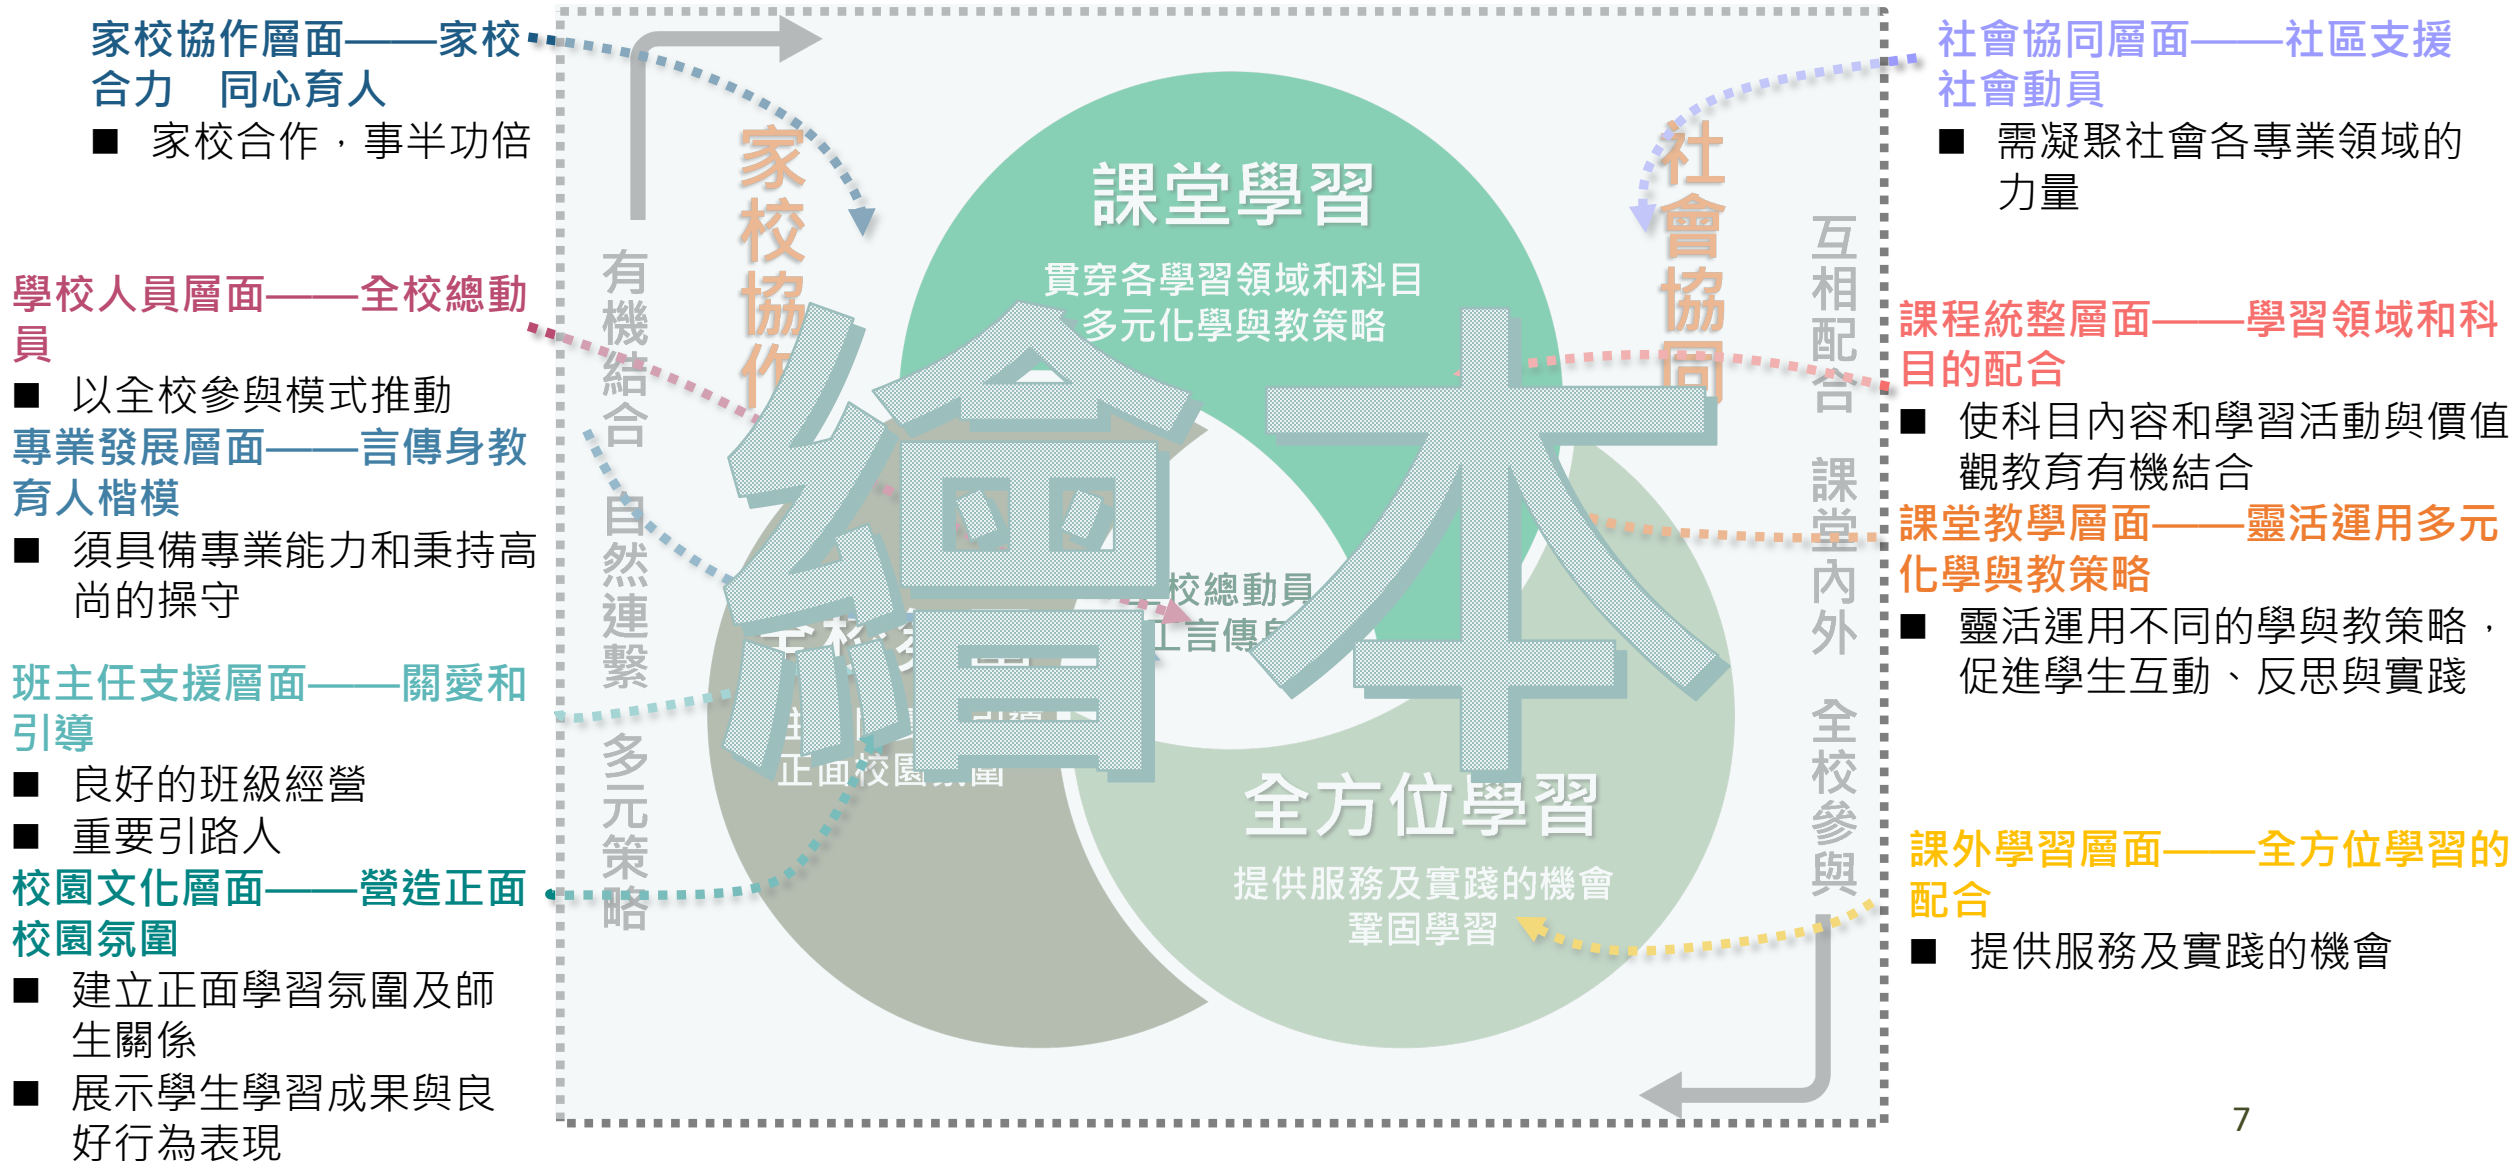 家校協作層面——家校
合力　同心育人
■ 家校合作，事半功倍
學校人員層面——全校總動
員
■ 以全校參與模式推動
專業發展層面——言傳身教
育人楷模
■ 須具備專業能力和秉持高
尚的操守
班主任支援層面——關愛和
引導
■ 良好的班級經營
■ 重要引路人
校園文化層面——營造正面
校園氛圍
■ 建立正面學習氛圍及師
生關係
■ 展示學生學習成果與良
好行為表現
有機結合　自然連繫　多元策略
家校協作
課堂學習
貫穿各學習領域和科目
多元化學與教策略
繪本
校總動員
言傳身
正面校園氛圍
全方位學習
提供服務及實踐的機會
鞏固學習
社會協同
互相配合　課堂內外　全校參與
社會協同層面——社區支援
社會動員
■ 需凝聚社會各專業領域的
力量
課程統整層面——學習領域和科
目的配合
■ 使科目內容和學習活動與價值
觀教育有機結合
課堂教學層面——靈活運用多元
化學與教策略
■ 靈活運用不同的學與教策略，
促進學生互動、反思與實踐
課外學習層面——全方位學習的
配合
■ 提供服務及實踐的機會
7